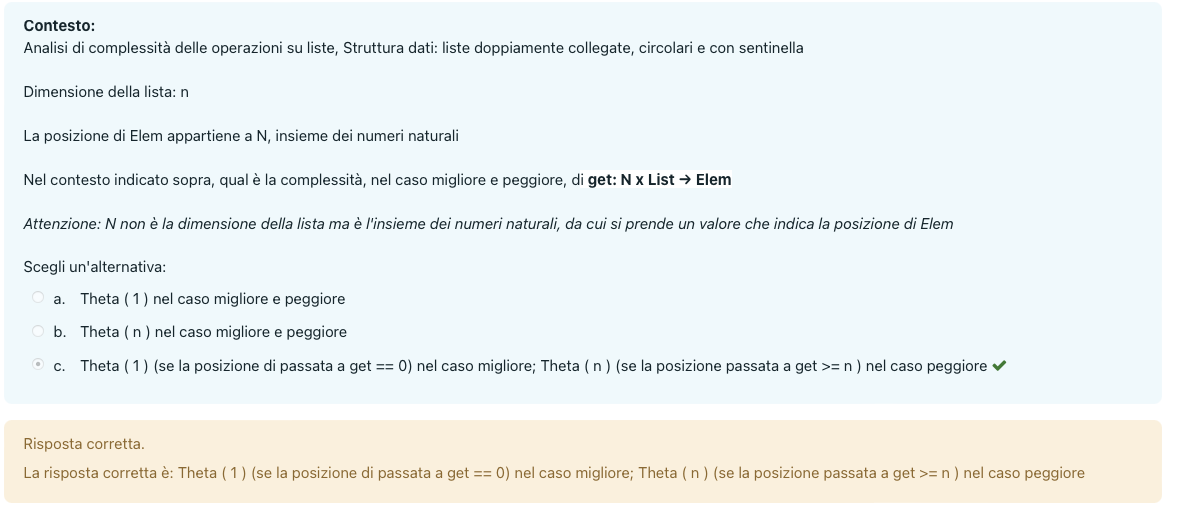 Contesto:
Analisi di complessità delle operazioni su liste, Struttura dati: liste doppiamente collegate, circolari e con sentinella
Dimensione della lista: n
La posizione di Elem appartiene a N, insieme dei numeri naturali
Nel contesto indicato sopra, qual è la complessità, nel caso migliore e peggiore, di get: N x List → Elem
Attenzione: N non è la dimensione della lista ma è l'insieme dei numeri naturali, da cui si prende un valore che indica la posizione di Elem
Scegli un'alternativa:
a. Theta ( 1 ) nel caso migliore e peggiore
b. Theta ( n ) nel caso migliore e peggiore
c. Theta ( 1 ) (se la posizione di passata a get == 0) nel caso migliore; Theta ( n ) (se la posizione passata a get >= n ) nel caso peggiore ✔
Risposta corretta.
La risposta corretta è: Theta ( 1 ) (se la posizione di passata a get == 0) nel caso migliore; Theta ( n ) (se la posizione passata a get >= n ) nel caso peggiore